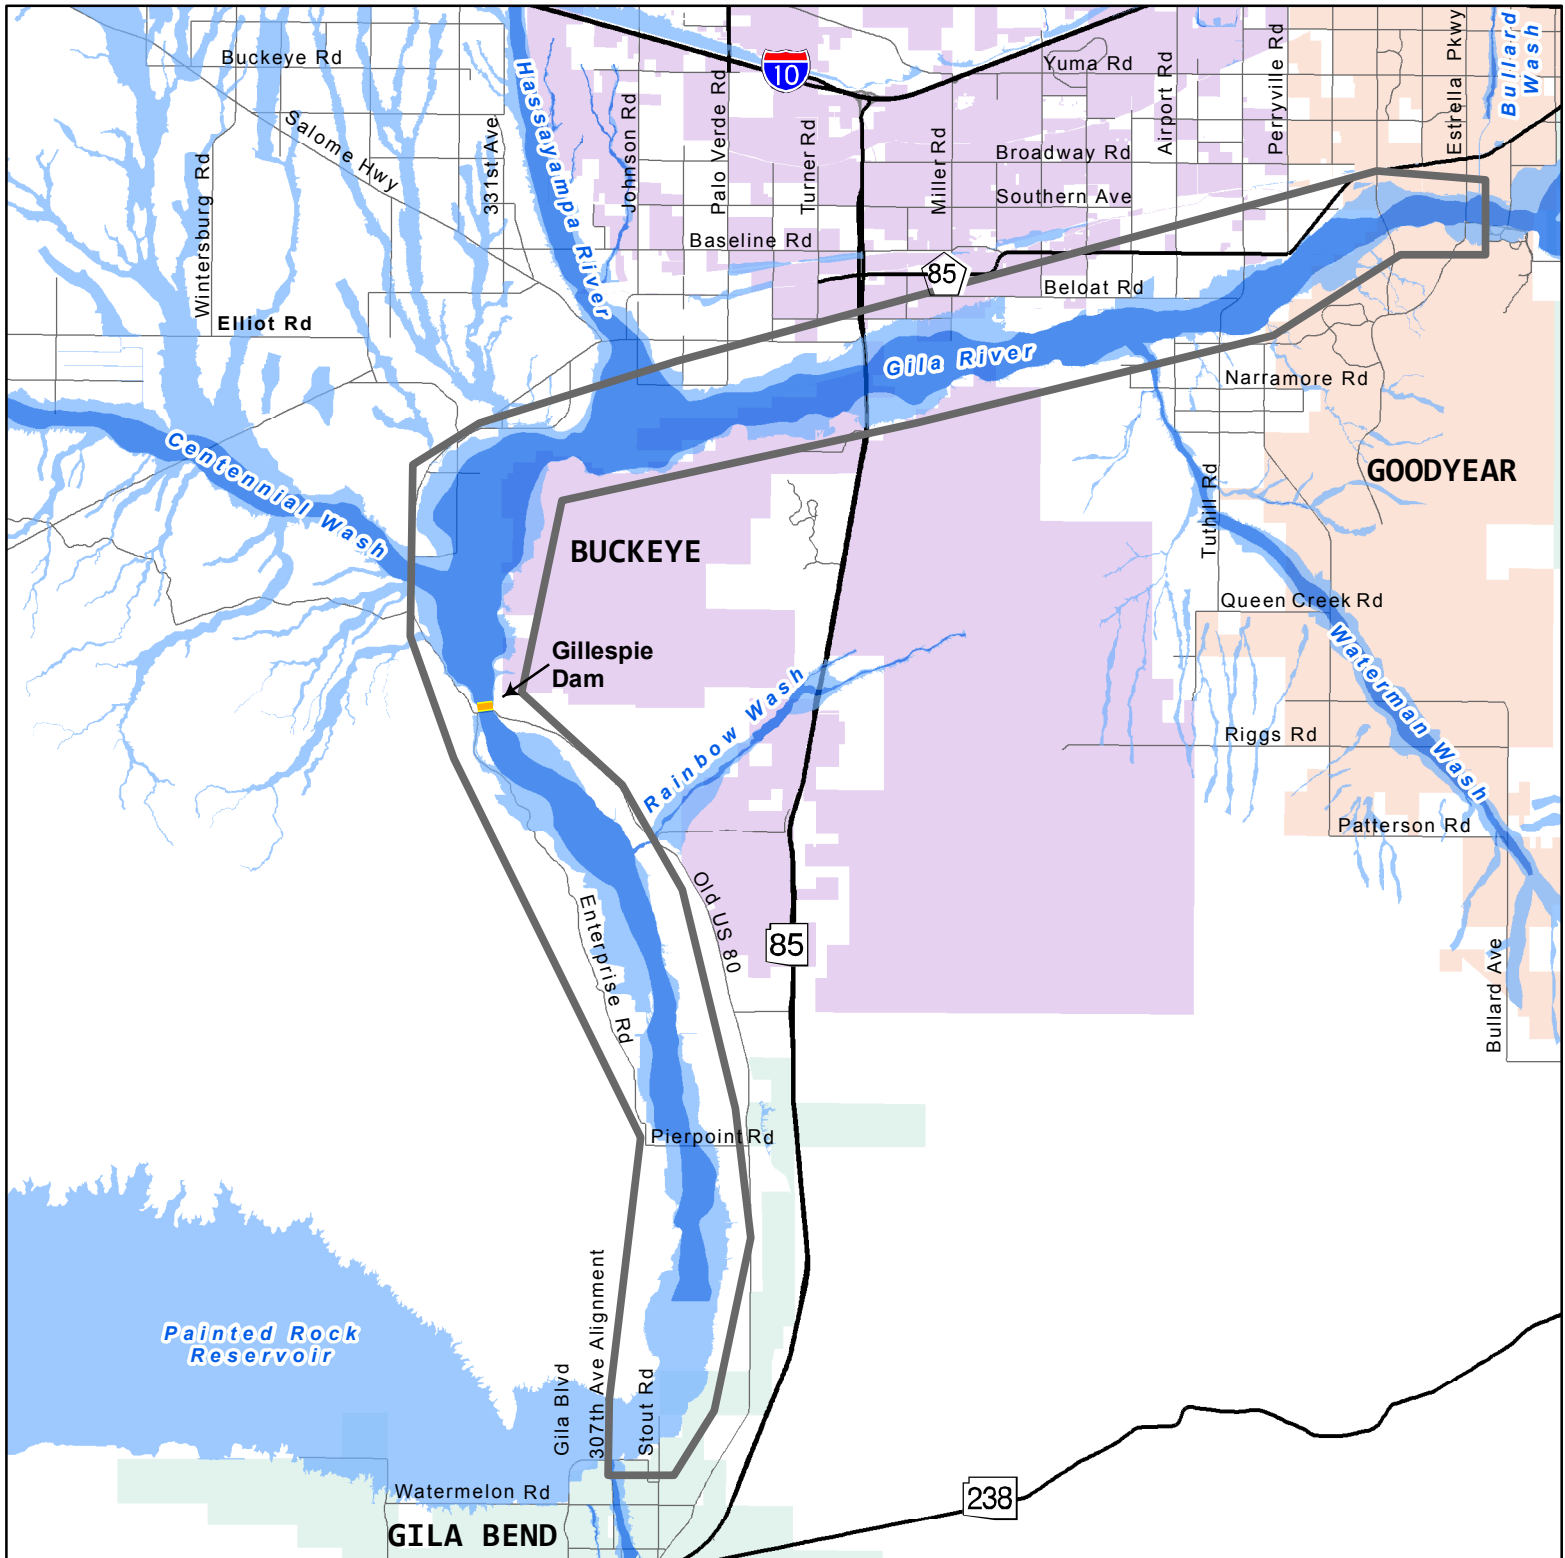 Buckeye Rd
Salome Hwy
Wintersburg Rd
331st Ave
Hassayampa River
Johnson Rd
Palo Verde Rd
10
Turner Rd
Miller Rd
Yuma Rd
Airport Rd
Perryville Rd
Estrella Pkwy
Bullard
Wash
Broadway Rd
Southern Ave
Baseline Rd
85
Beloat Rd
Elliot Rd
Gila River
Narramore Rd
Centennial Wash
GOODYEAR
Tuthill Rd
BUCKEYE
Queen Creek Rd
Gillespie
Dam
Waterman Wash
Rainbow Wash
Riggs Rd
Patterson Rd
Old US 80
Enterprise Rd
85
Bullard Ave
Pierpoint Rd
Painted Rock
Reservoir
Gila Blvd
307th Ave Alignment
Stout Rd
Watermelon Rd
238
GILA BEND